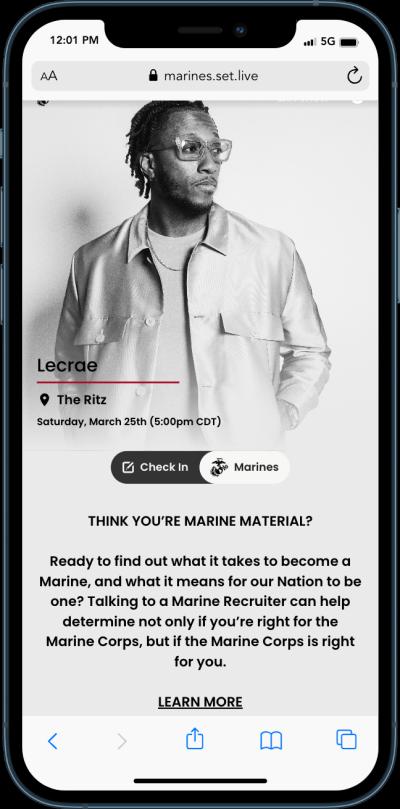 12:01 PM
5G
AA
marines.set.live
Lecrae
The Ritz
Saturday, March 25th (5:00pm CDT)
Check In
Marines
THINK YOU’RE MARINE MATERIAL?
Ready to find out what it takes to become a
Marine, and what it means for our Nation to be
one? Talking to a Marine Recruiter can help
determine not only if you’re right for the
Marine Corps, but if the Marine Corps is right
for you.
LEARN MORE